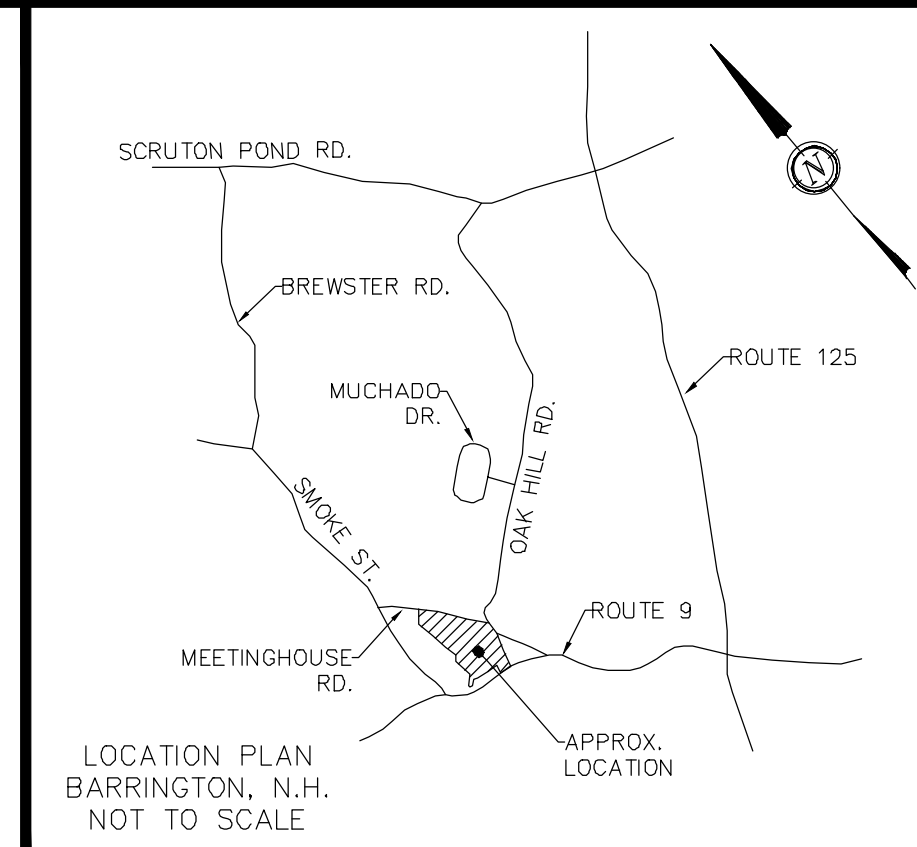 SCRUTON POND RD.
N
BREWSTER RD.
ROUTE 125
MUCHADO
DR.
OAK HILL RD.
SMOKE ST.
ROUTE 9
MEETINGHOUSE
RD.
APPROX.
LOCATION
LOCATION PLAN
BARRINGTON, N.H.
NOT TO SCALE